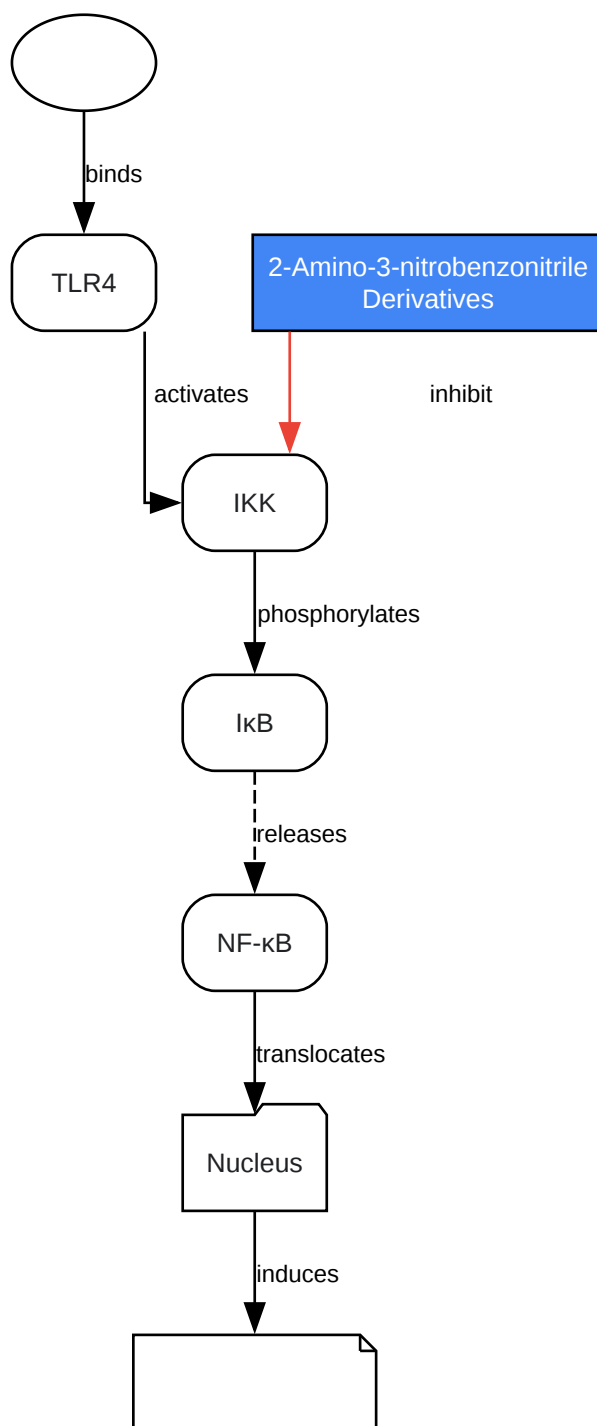 binds
TLR4
2-Amino-3-nitrobenzonitrile
Derivatives
activates
inhibit
IKK
phosphorylates
IκB
releases
NF-κB
translocates
Nucleus
induces